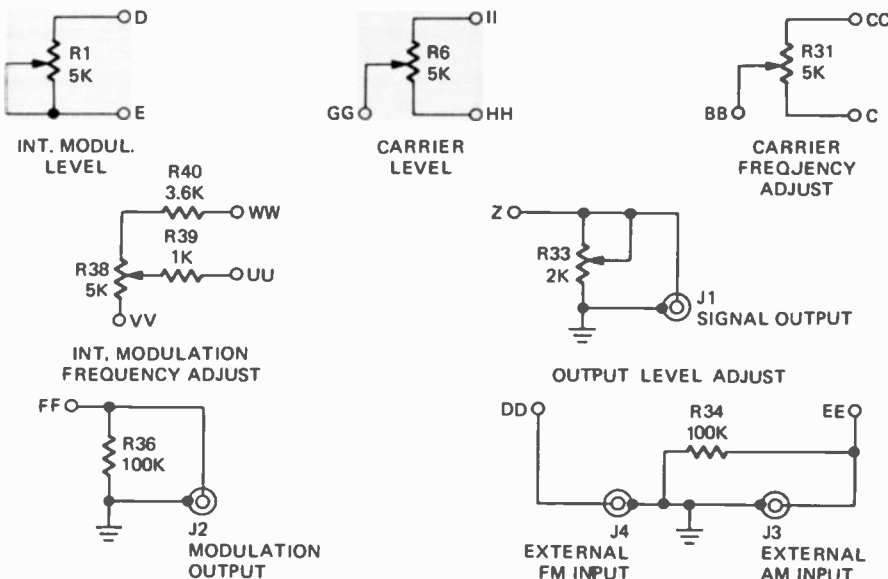 D
R1
5K
E
INT. MODUL.
LEVEL
II
R6
5K
GG
HH
CARRIER
LEVEL
CC
R31
5K
BB
C
CARRIER
FREQJENCY
ADJUST
R40
3.6K
WW
R39
1K
R38
5K
UU
VV
INT. MODULATION
FREQUENCY ADJUST
Z
R33
2K
J1
SIGNAL OUTPUT
OUTPUT LEVEL ADJUST
FF
R36
100K
J2
MODULATION
OUTPUT
DD
R34
100K
EE
J4
EXTERNAL
FM INPUT
J3
EXTERNAL
AM INPUT